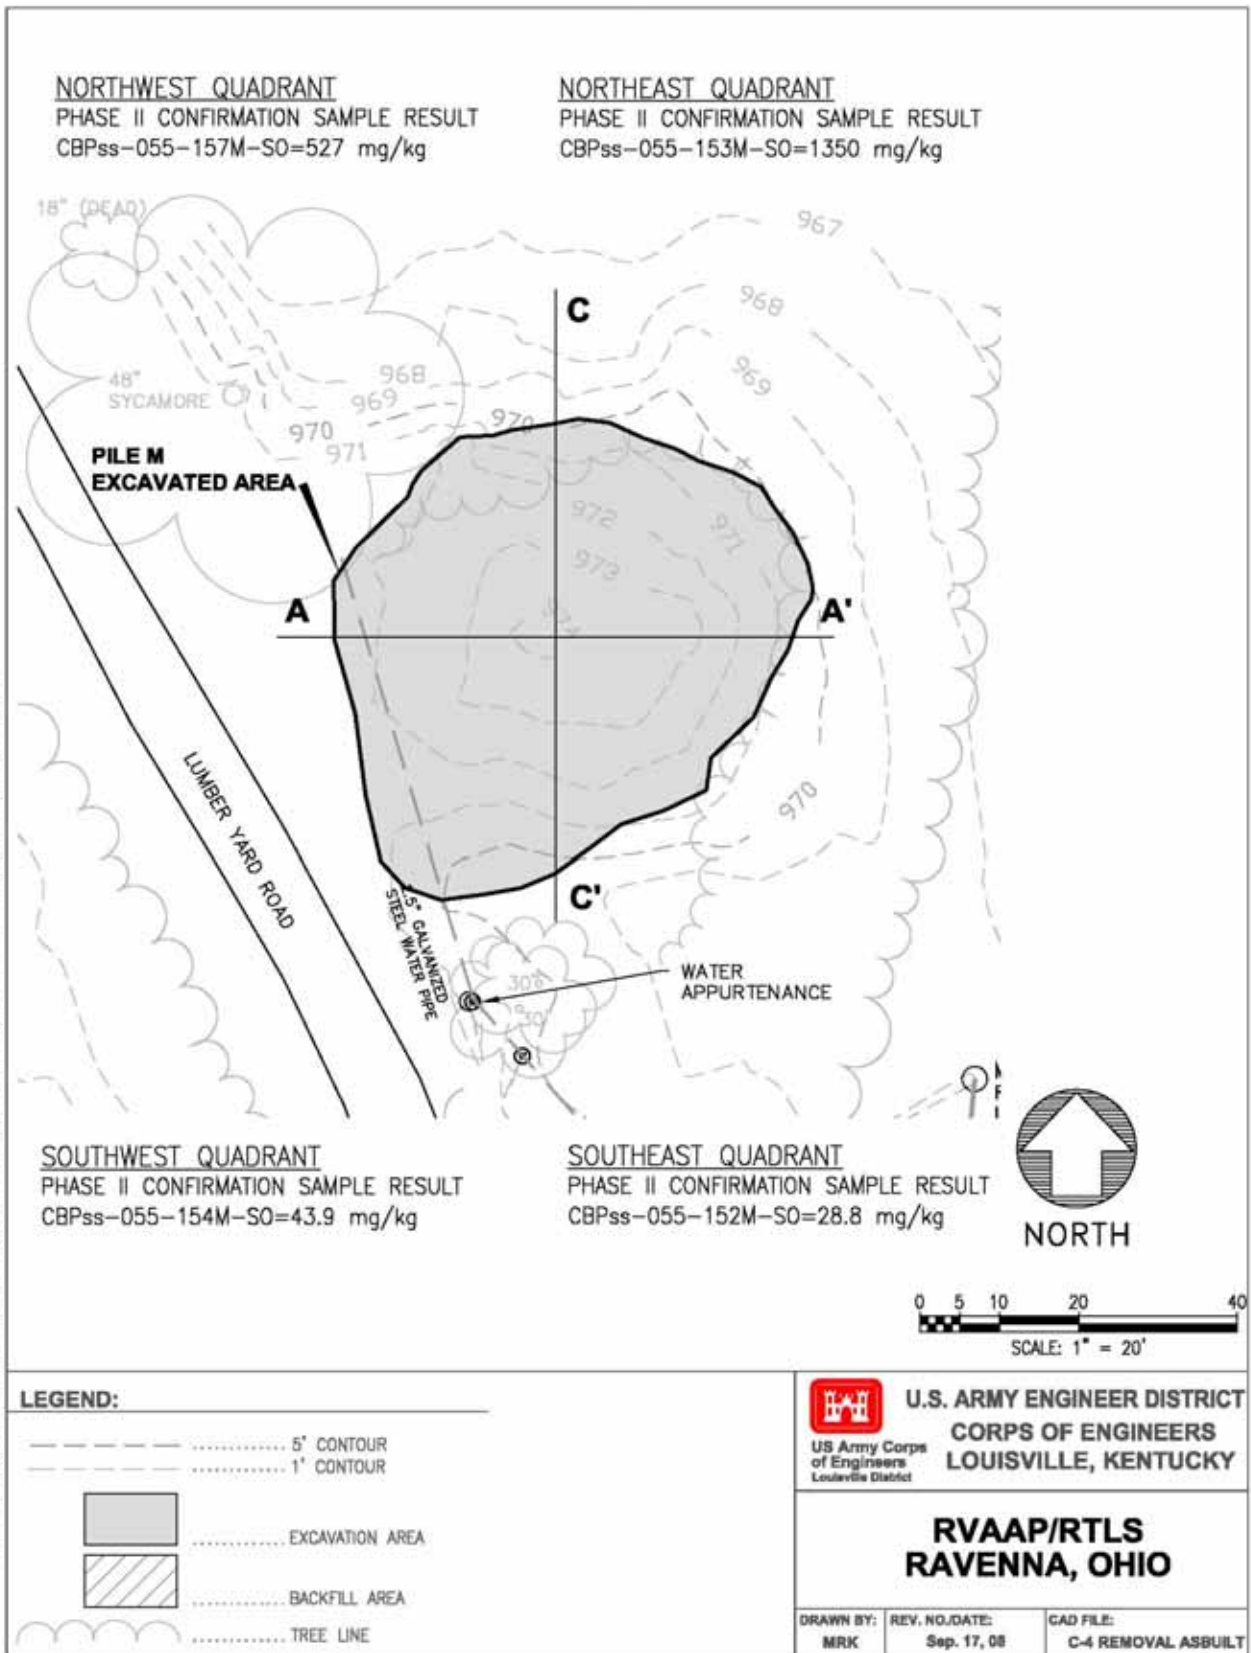 NORTHWEST QUADRANT
PHASE II CONFIRMATION SAMPLE RESULT
CBPss-055-157M-SO=527 mg/kg
NORTHEAST QUADRANT
PHASE II CONFIRMATION SAMPLE RESULT
CBPss-055-153M-SO=1350 mg/kg
18" (DEAD)
967
968
C
969
968
48"
SYCAMORE
969
970
970
971
PILE M
EXCAVATED AREA
972
971
973
974
A
A'
LUMBER YARD ROAD
970
C'
.5" GALVANIZED
STEEL WATER PIPE
WATER
APPURTENANCE
30"
NORTH
SOUTHWEST QUADRANT
PHASE II CONFIRMATION SAMPLE RESULT
CBPss-055-154M-SO=43.9 mg/kg
SOUTHEAST QUADRANT
PHASE II CONFIRMATION SAMPLE RESULT
CBPss-055-152M-SO=28.8 mg/kg
0 5 10 20 40
SCALE: 1" = 20'
LEGEND:
5' CONTOUR
1' CONTOUR
EXCAVATION AREA
BACKFILL AREA
TREE LINE
US Army Corps
of Engineers
Louisville District
U.S. ARMY ENGINEER DISTRICT
CORPS OF ENGINEERS
LOUISVILLE, KENTUCKY
RVAAP/RTLS
RAVENNA, OHIO
DRAWN BY:
MRK
REV. NO./DATE:
Sep. 17, 08
CAD FILE:
C-4 REMOVAL ASBUILT